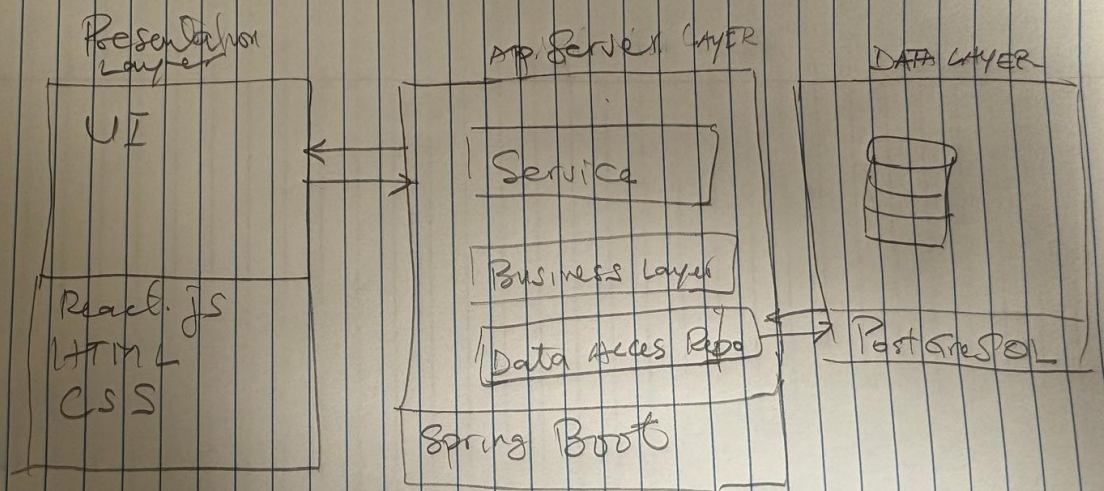 Presentation
Layer
UI
React.js
HTML
CSS
App. Server LAYER
Service
Business Layer
Data Acces Repo
Spring Boot
DATA LAYER
PostGreSQL